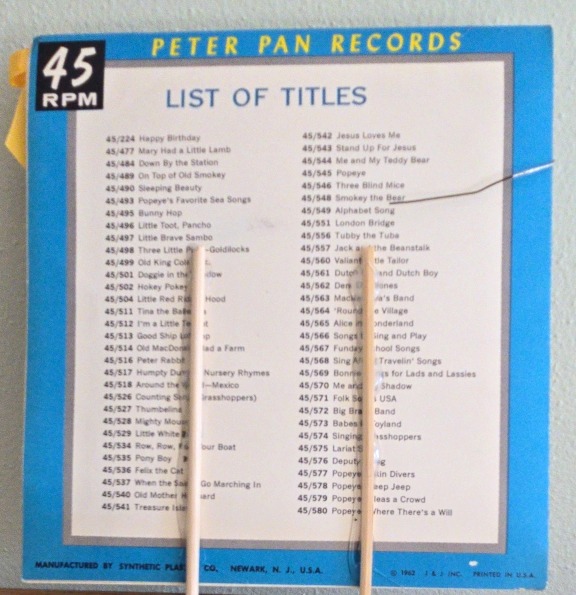 45 RPM
PETER PAN RECORDS
LIST OF TITLES
45/224 Happy Birthday
45/477 Mary Had a Little Lamb
45/484 Down By the Station
45/489 On Top of Old Smokey
45/490 Sleeping Beauty
45/493 Popeye's Favorite Sea Songs
45/495 Bunny Hop
45/496 Little Toot, Pancho
45/497 Little Brave Sambo
45/498 Three Little -Goldilocks
45/499 Old King
45/501 Doggie in the Window
45/502 Hokey Pokey
45/504 Little Red Hood
45/511 Tina the
45/512 I'm a Little
45/513 Good Ship
45/514 Old MacDonald Had a Farm
45/516 Peter Rabbit
45/517 Humpty Nursery Rhymes
45/518 Around the -Mexico
45/526 Counting Grasshoppers)
45/527 Thumbelina
45/528 Mighty Mouse
45/529 Little White
45/534 Row, Row, Your Boat
45/535 Pony Boy
45/536 Felix the Cat
45/537 When the Go Marching In
45/540 Old Mother Hubbard
45/541 Treasure Island
45/542 Jesus Loves Me
45/543 Stand Up For Jesus
45/544 Me and My Teddy Bear
45/545 Popeye
45/546 Three Blind Mice
45/548 Smokey the Bear
45/549 Alphabet Song
45/551 London Bridge
45/556 Tubby the Tuba
45/557 Jack and the Beanstalk
45/560 Valiant Little Tailor
45/561 Dutch and Dutch Boy
45/562
45/563 Band
45/564 'Round the Village
45/565 Alice in Wonderland
45/566 Songs Sing and Play
45/567 Funday School Songs
45/568 Sing Travelin' Songs
45/569 Bonnie for Lads and Lassies
45/570 Me and Shadow
45/571 Folk USA
45/572 Big Band
45/573 Babes Toyland
45/574 Singing Grasshoppers
45/575 Lariat
45/576 Deputy
45/577 Popeye Divers
45/578 Popeye Jeep
45/579 Popeye a Crowd
45/580 Popeye Where There's a Will
MANUFACTURED BY SYNTHETIC PLASTICS CO. NEWARK, N. J., U.S.A.
© 1962 J & J INC. PRINTED IN U.S.A.